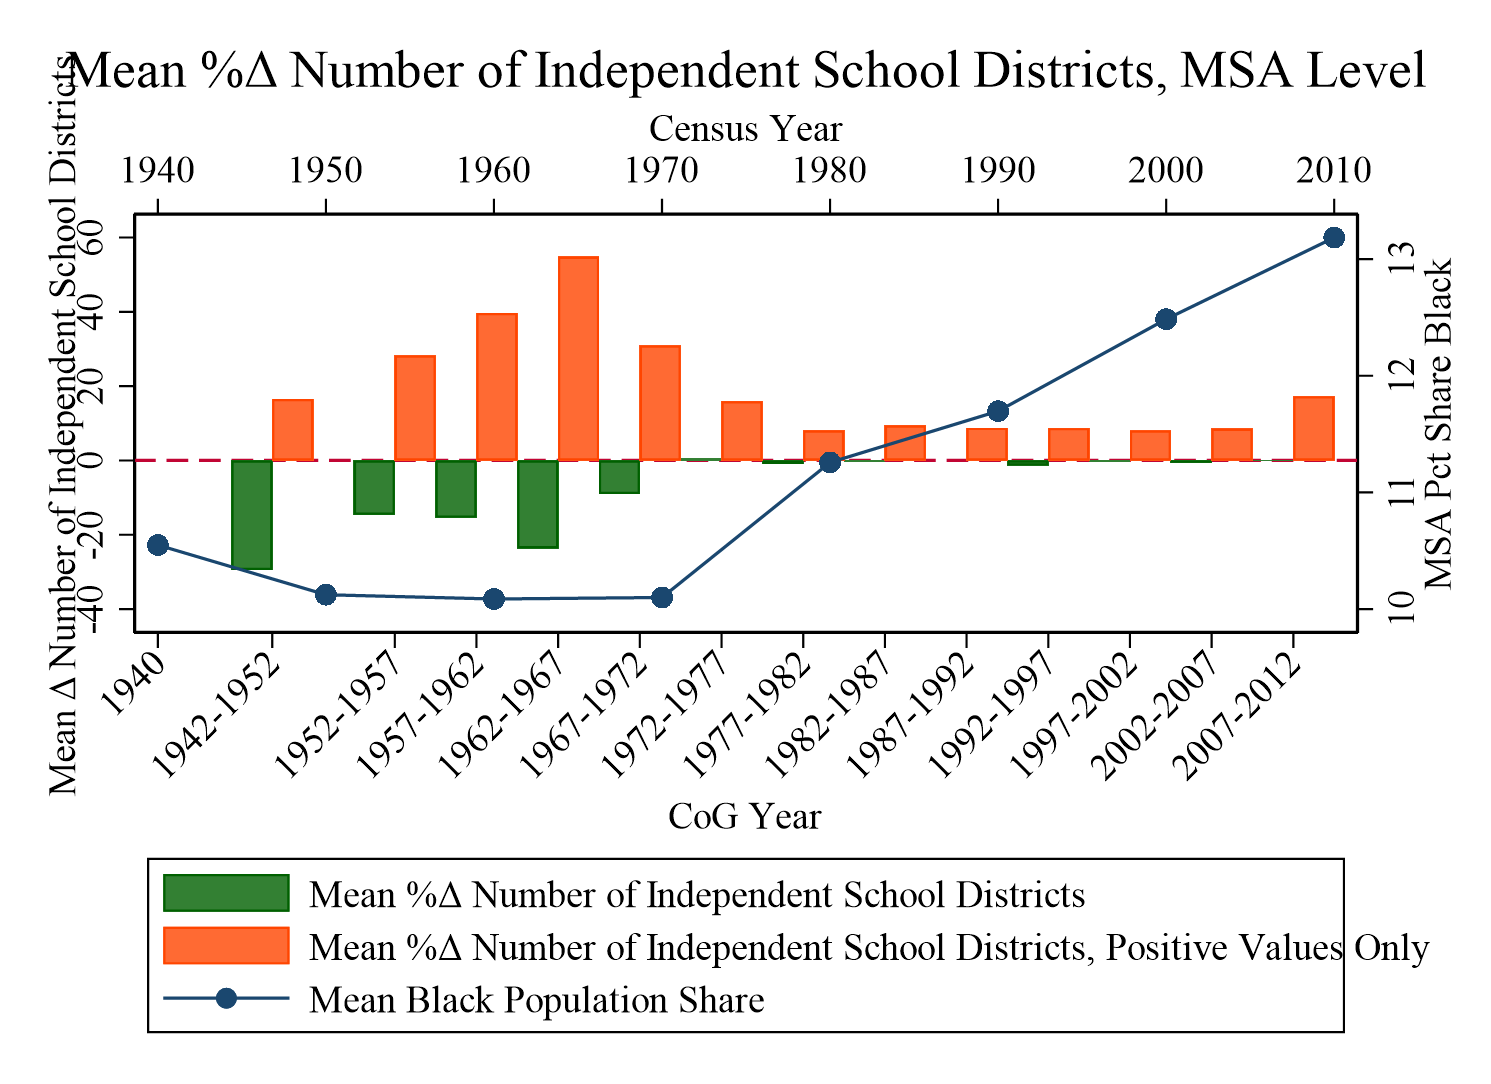 Mean %Δ Number of Independent School Districts, MSA Level
Census Year
1940 1950 1960 1970 1980 1990 2000 2010
Mean Δ Number of Independent School Districts
60
40
20
0
-20
-40
13
12
11
10
MSA Pct Share Black
1940
1942-1952
1952-1957
1957-1962
1962-1967
1967-1972
1972-1977
1977-1982
1982-1987
1987-1992
1992-1997
1997-2002
2002-2007
2007-2012
CoG Year
Mean %Δ Number of Independent School Districts
Mean %Δ Number of Independent School Districts, Positive Values Only
Mean Black Population Share